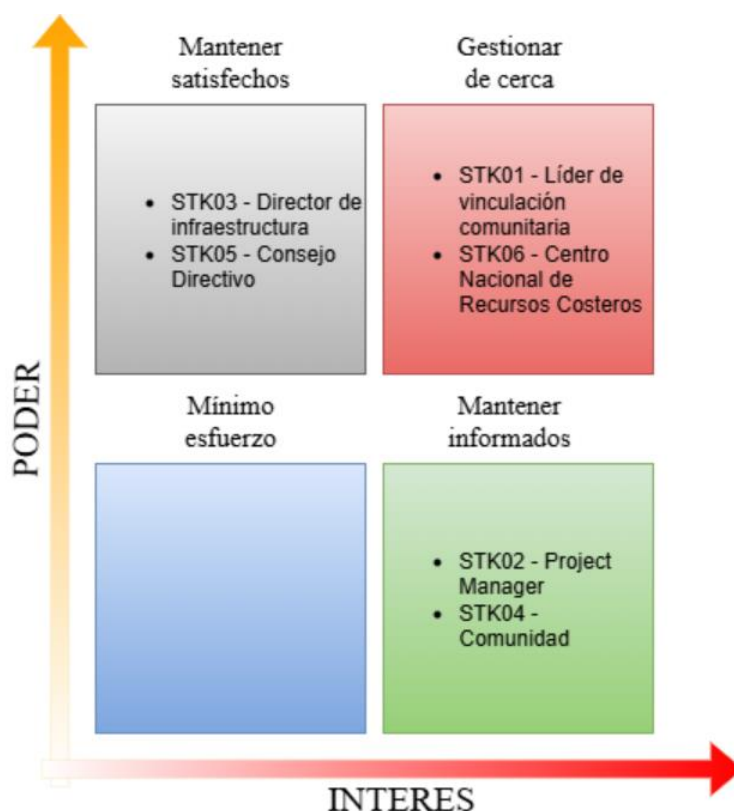 Mantener
satisfechos
Gestionar
de cerca
• STK03 - Director de
infraestructura
• STK05 - Consejo
Directivo
• STK01 - Líder de
vinculación
comunitaria
• STK06 - Centro
Nacional de
Recursos Costeros
PODER
Mínimo
esfuerzo
Mantener
informados
• STK02 - Project
Manager
• STK04 -
Comunidad
INTERES